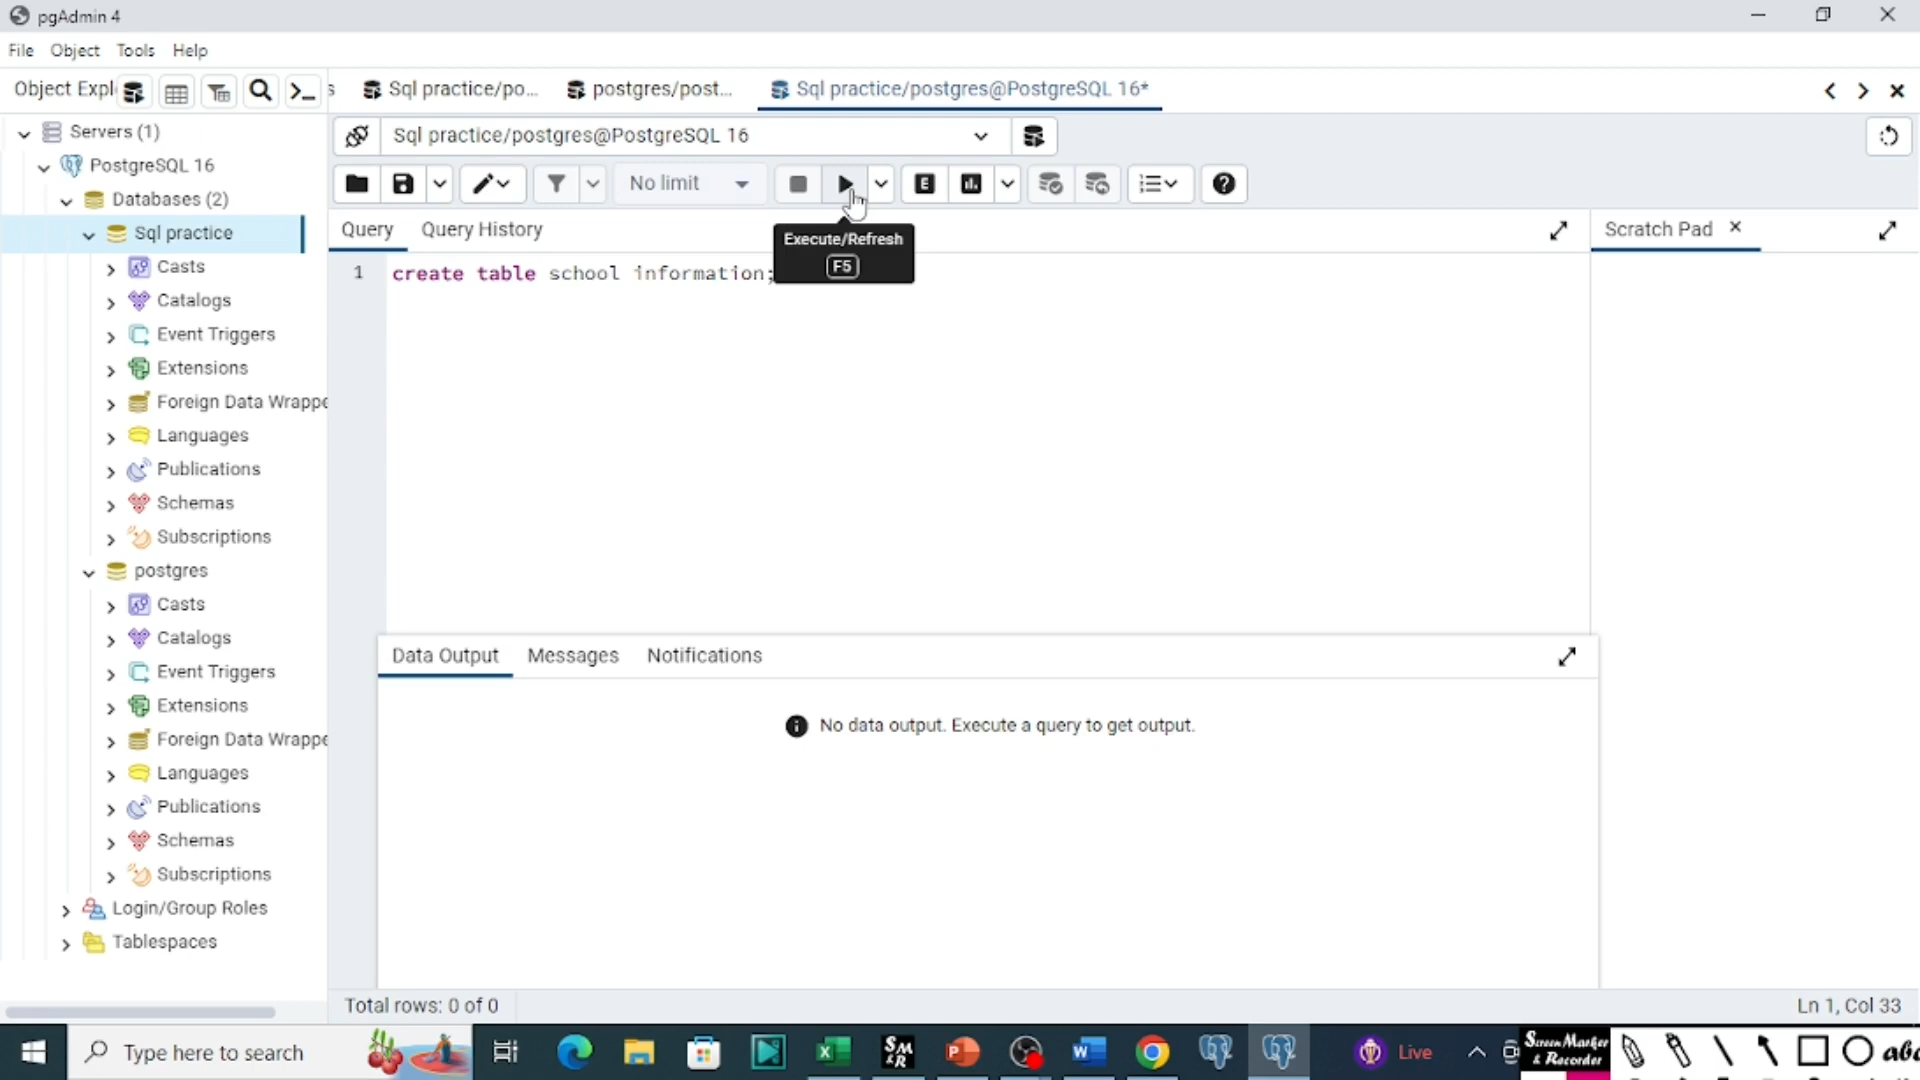 pgAdmin 4
File Object Tools Help
Object Expl
s
Sql practice/po...
postgres/post...
Sql practice/postgres@PostgreSQL 16*
Servers (1)
PostgreSQL 16
Databases (2)
Sql practice
Casts
Catalogs
Event Triggers
Extensions
Foreign Data Wrappe
Languages
Publications
Schemas
Subscriptions
postgres
Casts
Catalogs
Event Triggers
Extensions
Foreign Data Wrappe
Languages
Publications
Schemas
Subscriptions
Login/Group Roles
Tablespaces
Sql practice/postgres@PostgreSQL 16
No limit
E
Query Query History
Execute/Refresh
F5
Scratch Pad
1 create table school information;
Data Output Messages Notifications
No data output. Execute a query to get output.
Total rows: 0 of 0
Ln 1, Col 33
Type here to search
Live
Screen Marker
& Recorder
abc